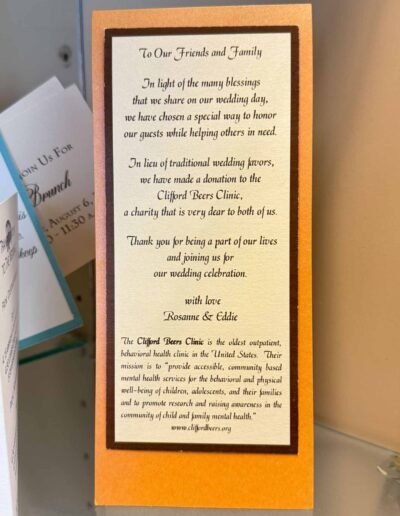 To Our Friends and Family
In light of the many blessings
that we share on our wedding day,
we have chosen a special way to honor
our guests while helping others in need.
In lieu of traditional wedding favors,
we have made a donation to the
Clifford Beers Clinic,
a charity that is very dear to both of us.
Thank you for being a part of our lives
and joining us for
our wedding celebration.
with love
Rosanne & Eddie
The Clifford Beers Clinic is the oldest outpatient,
behavioral health clinic in the United States. Their
mission is to "provide accessible, community based
mental health services for the behavioral and physical
well-being of children, adolescents, and their families
and to promote research and raising awareness in the
community of child and family mental health."
www.cliffordbeers.org
JOIN US FOR
Brunch
AUGUST 6,
11:30